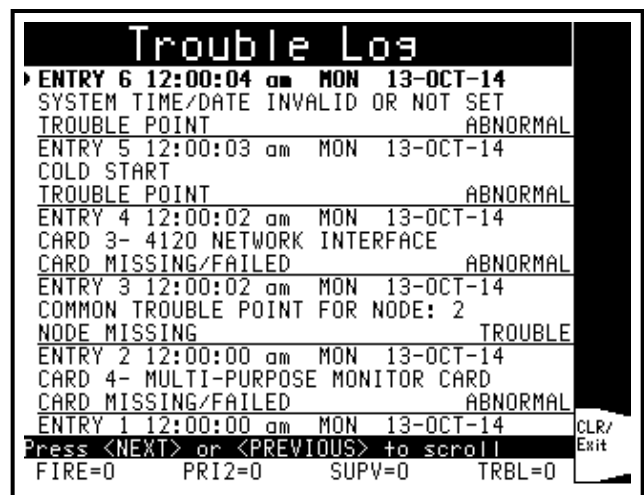 Trouble Log
ENTRY 6 12:00:04 am MON 13-OCT-14
SYSTEM TIME/DATE INVALID OR NOT SET
TROUBLE POINT ABNORMAL
ENTRY 5 12:00:03 am MON 13-OCT-14
COLD START
TROUBLE POINT ABNORMAL
ENTRY 4 12:00:02 am MON 13-OCT-14
CARD 3- 4120 NETWORK INTERFACE
CARD MISSING/FAILED ABNORMAL
ENTRY 3 12:00:02 am MON 13-OCT-14
COMMON TROUBLE POINT FOR NODE: 2
NODE MISSING TROUBLE
ENTRY 2 12:00:00 am MON 13-OCT-14
CARD 4- MULTI-PURPOSE MONITOR CARD
CARD MISSING/FAILED ABNORMAL
ENTRY 1 12:00:00 am MON 13-OCT-14
Press <NEXT> or <PREVIOUS> to scroll
CLR/
Exit
FIRE=0 PRI2=0 SUPV=0 TRBL=0